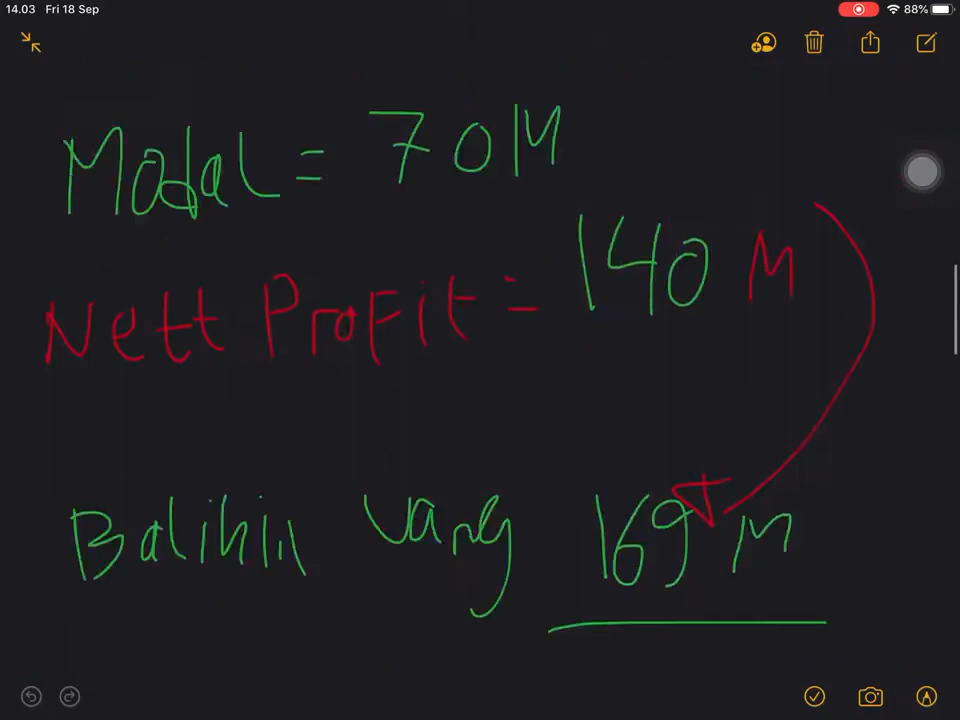 14.03 Fri 18 Sep 88%
Modal = 70M
Nett Profit = 140 M
Balikin uang 169 M